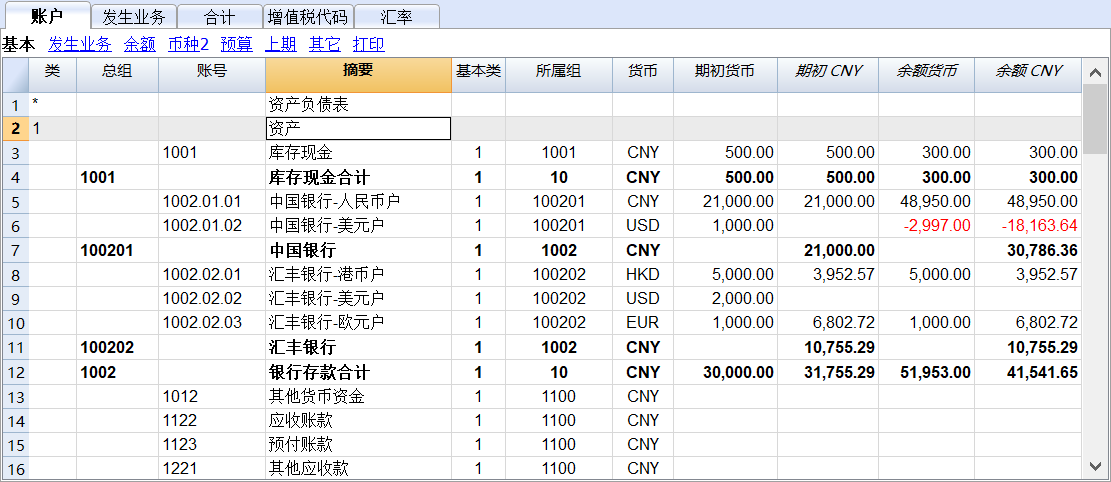 账户 发生业务 合计 增值税代码 汇率
基本 发生业务 余额 币种2 预算 上期 其它 打印
类 总组 账号 摘要 基本类 所属组 货币 期初货币 期初 CNY 余额货币 余额 CNY
1 * 资产负债表
2 1 资产
3 1001 库存现金 1 1001 CNY 500.00 500.00 300.00 300.00
4 1001 库存现金合计 1 10 CNY 500.00 500.00 300.00 300.00
5 1002.01.01 中国银行-人民币户 1 100201 CNY 21,000.00 21,000.00 48,950.00 48,950.00
6 1002.01.02 中国银行-美元户 1 100201 USD 1,000.00 -2,997.00 -18,163.64
7 100201 中国银行 1 1002 CNY 21,000.00 30,786.36
8 1002.02.01 汇丰银行-港币户 1 100202 HKD 5,000.00 3,952.57 5,000.00 3,952.57
9 1002.02.02 汇丰银行-美元户 1 100202 USD 2,000.00
10 1002.02.03 汇丰银行-欧元户 1 100202 EUR 1,000.00 6,802.72 1,000.00 6,802.72
11 100202 汇丰银行 1 1002 CNY 10,755.29 10,755.29
12 1002 银行存款合计 1 10 CNY 30,000.00 31,755.29 51,953.00 41,541.65
13 1012 其他货币资金 1 1100 CNY
14 1122 应收账款 1 1100 CNY
15 1123 预付账款 1 1100 CNY
16 1221 其他应收款 1 1100 CNY